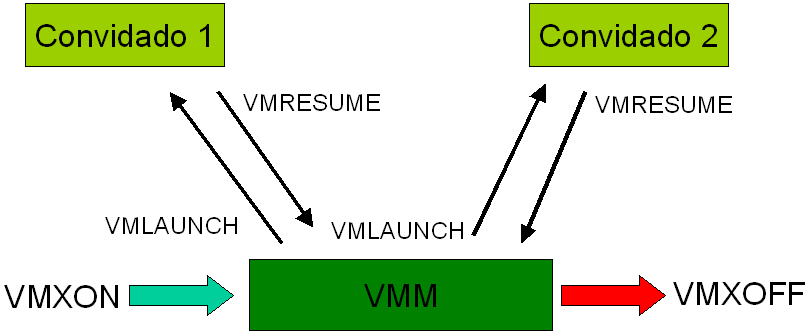 Convidado 1
Convidado 2
VMRESUME
VMRESUME
VMLAUNCH
VMLAUNCH
VMXON
VMM
VMXOFF